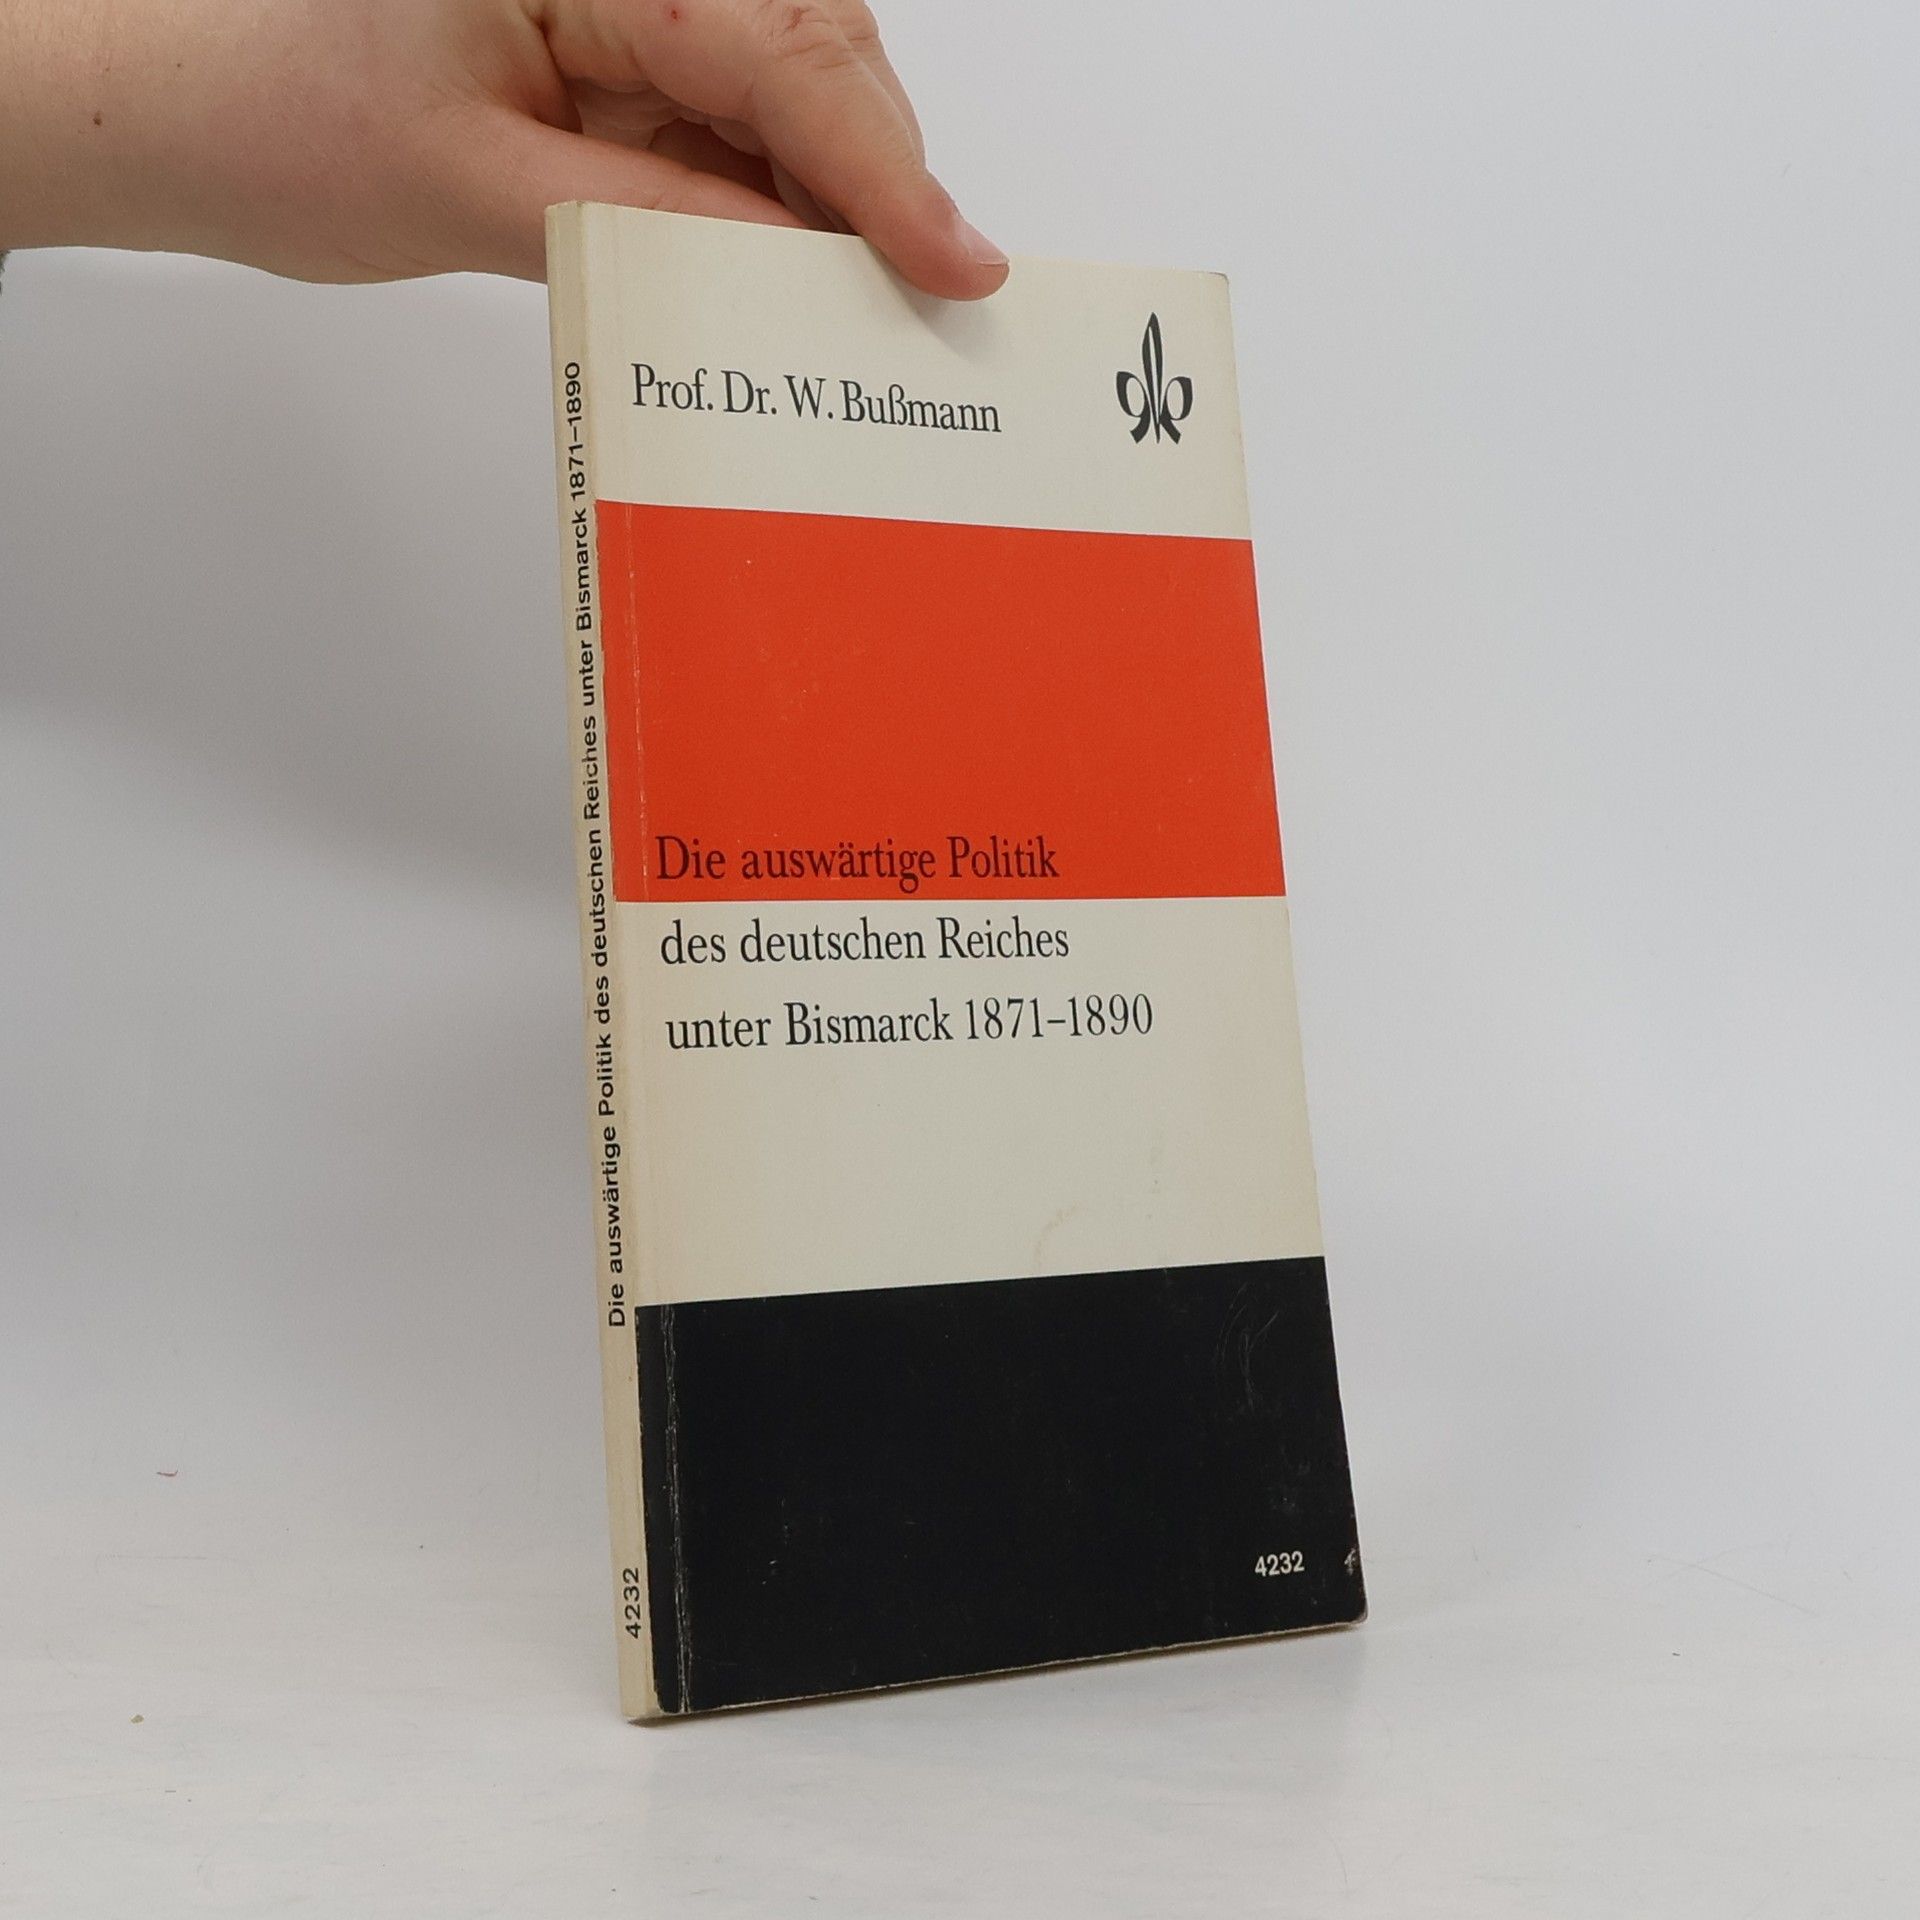 Prof. Dr. W. Bußmann
Die auswärtige Politik
des deutschen Reiches
unter Bismarck 1871–1890
4232
Die auswärtige Politik des deutschen Reiches unter Bismarck 1871–1890
4232